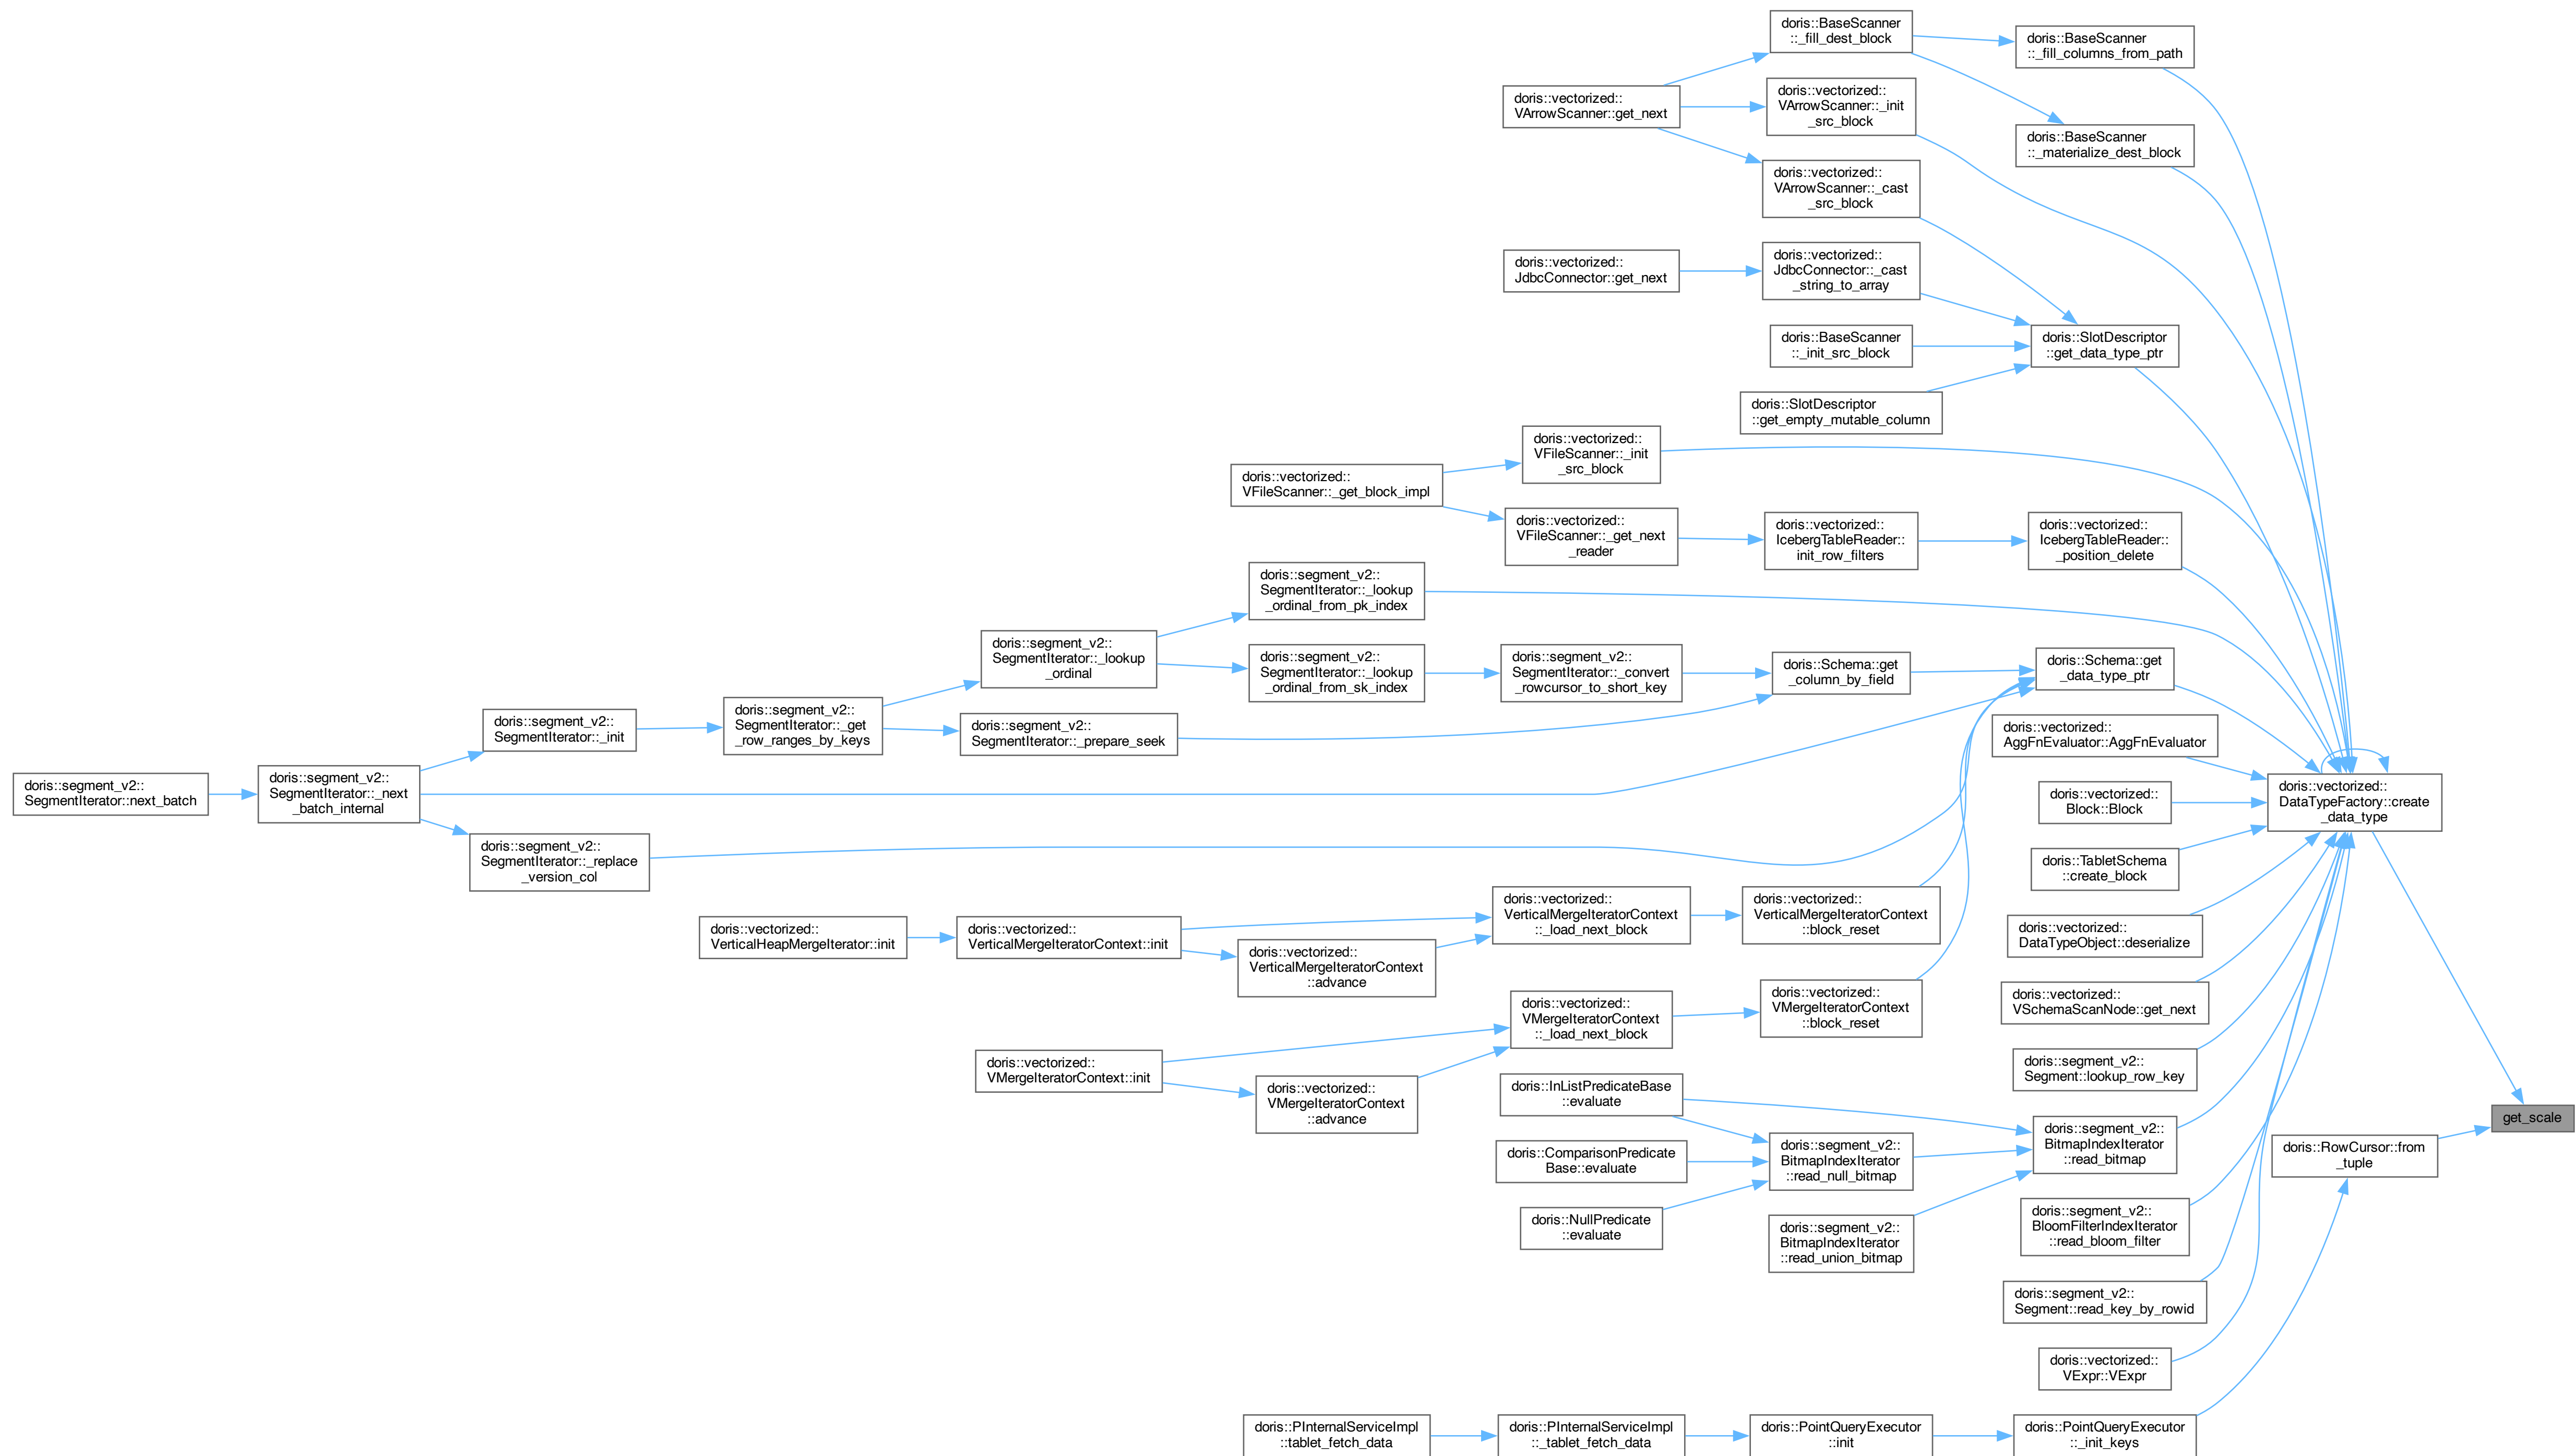 doris::BaseScanner
::_fill_dest_block
doris::BaseScanner
::_fill_columns_from_path
doris::vectorized::
VArrowScanner::get_next
doris::vectorized::
VArrowScanner::_init
_src_block
doris::BaseScanner
::_materialize_dest_block
doris::vectorized::
VArrowScanner::_cast
_src_block
doris::vectorized::
JdbcConnector::get_next
doris::vectorized::
JdbcConnector::_cast
_string_to_array
doris::BaseScanner
::_init_src_block
doris::SlotDescriptor
::get_data_type_ptr
doris::SlotDescriptor
::get_empty_mutable_column
doris::vectorized::
VFileScanner::_init
_src_block
doris::vectorized::
VFileScanner::_get_block_impl
doris::vectorized::
VFileScanner::_get_next
_reader
doris::vectorized::
IcebergTableReader::
init_row_filters
doris::vectorized::
IcebergTableReader::
_position_delete
doris::segment_v2::
SegmentIterator::_lookup
_ordinal_from_pk_index
doris::segment_v2::
SegmentIterator::_lookup
_ordinal
doris::segment_v2::
SegmentIterator::_lookup
_ordinal_from_sk_index
doris::segment_v2::
SegmentIterator::_convert
_rowcursor_to_short_key
doris::Schema::get
_column_by_field
doris::Schema::get
_data_type_ptr
doris::segment_v2::
SegmentIterator::_init
doris::segment_v2::
SegmentIterator::_get
_row_ranges_by_keys
doris::segment_v2::
SegmentIterator::_prepare_seek
doris::vectorized::
AggFnEvaluator::AggFnEvaluator
doris::segment_v2::
SegmentIterator::next_batch
doris::segment_v2::
SegmentIterator::_next
_batch_internal
doris::vectorized::
Block::Block
doris::vectorized::
DataTypeFactory::create
_data_type
doris::segment_v2::
SegmentIterator::_replace
_version_col
doris::TabletSchema
::create_block
doris::vectorized::
VerticalHeapMergeIterator::init
doris::vectorized::
VerticalMergeIteratorContext::init
doris::vectorized::
VerticalMergeIteratorContext
::_load_next_block
doris::vectorized::
VerticalMergeIteratorContext
::block_reset
doris::vectorized::
DataTypeObject::deserialize
doris::vectorized::
VerticalMergeIteratorContext
::advance
doris::vectorized::
VMergeIteratorContext
::_load_next_block
doris::vectorized::
VMergeIteratorContext
::block_reset
doris::vectorized::
VSchemaScanNode::get_next
doris::vectorized::
VMergeIteratorContext::init
doris::segment_v2::
Segment::lookup_row_key
doris::vectorized::
VMergeIteratorContext
::advance
doris::InListPredicateBase
::evaluate
get_scale
doris::ComparisonPredicate
Base::evaluate
doris::segment_v2::
BitmapIndexIterator
::read_null_bitmap
doris::segment_v2::
BitmapIndexIterator
::read_bitmap
doris::RowCursor::from
_tuple
doris::NullPredicate
::evaluate
doris::segment_v2::
BitmapIndexIterator
::read_union_bitmap
doris::segment_v2::
BloomFilterIndexIterator
::read_bloom_filter
doris::segment_v2::
Segment::read_key_by_rowid
doris::vectorized::
VExpr::VExpr
doris::PInternalServiceImpl
::tablet_fetch_data
doris::PInternalServiceImpl
::_tablet_fetch_data
doris::PointQueryExecutor
::init
doris::PointQueryExecutor
::_init_keys